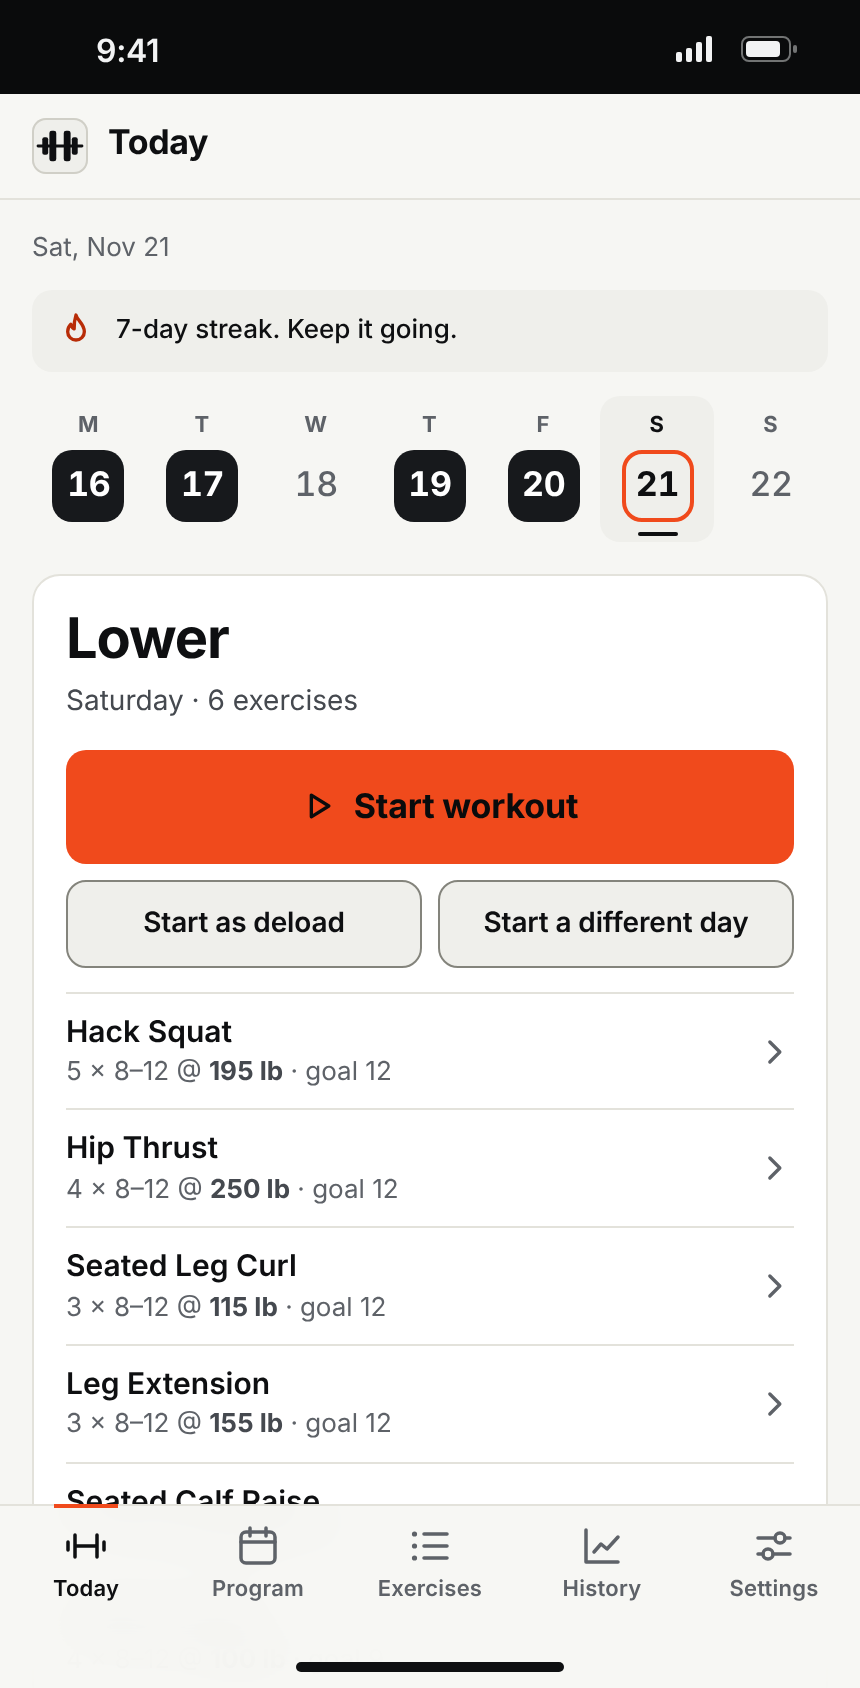 9:41
Today
Sat, Nov 21
7-day streak. Keep it going.
M T W T F S S
16 17 18 19 20 21 22
Lower
Saturday · 6 exercises
Start workout
Start as deload
Start a different day
Hack Squat
5 × 8–12 @ 195 lb · goal 12
Hip Thrust
4 × 8–12 @ 250 lb · goal 12
Seated Leg Curl
3 × 8–12 @ 115 lb · goal 12
Leg Extension
3 × 8–12 @ 155 lb · goal 12
Seated Calf Raise
Today Program Exercises History Settings